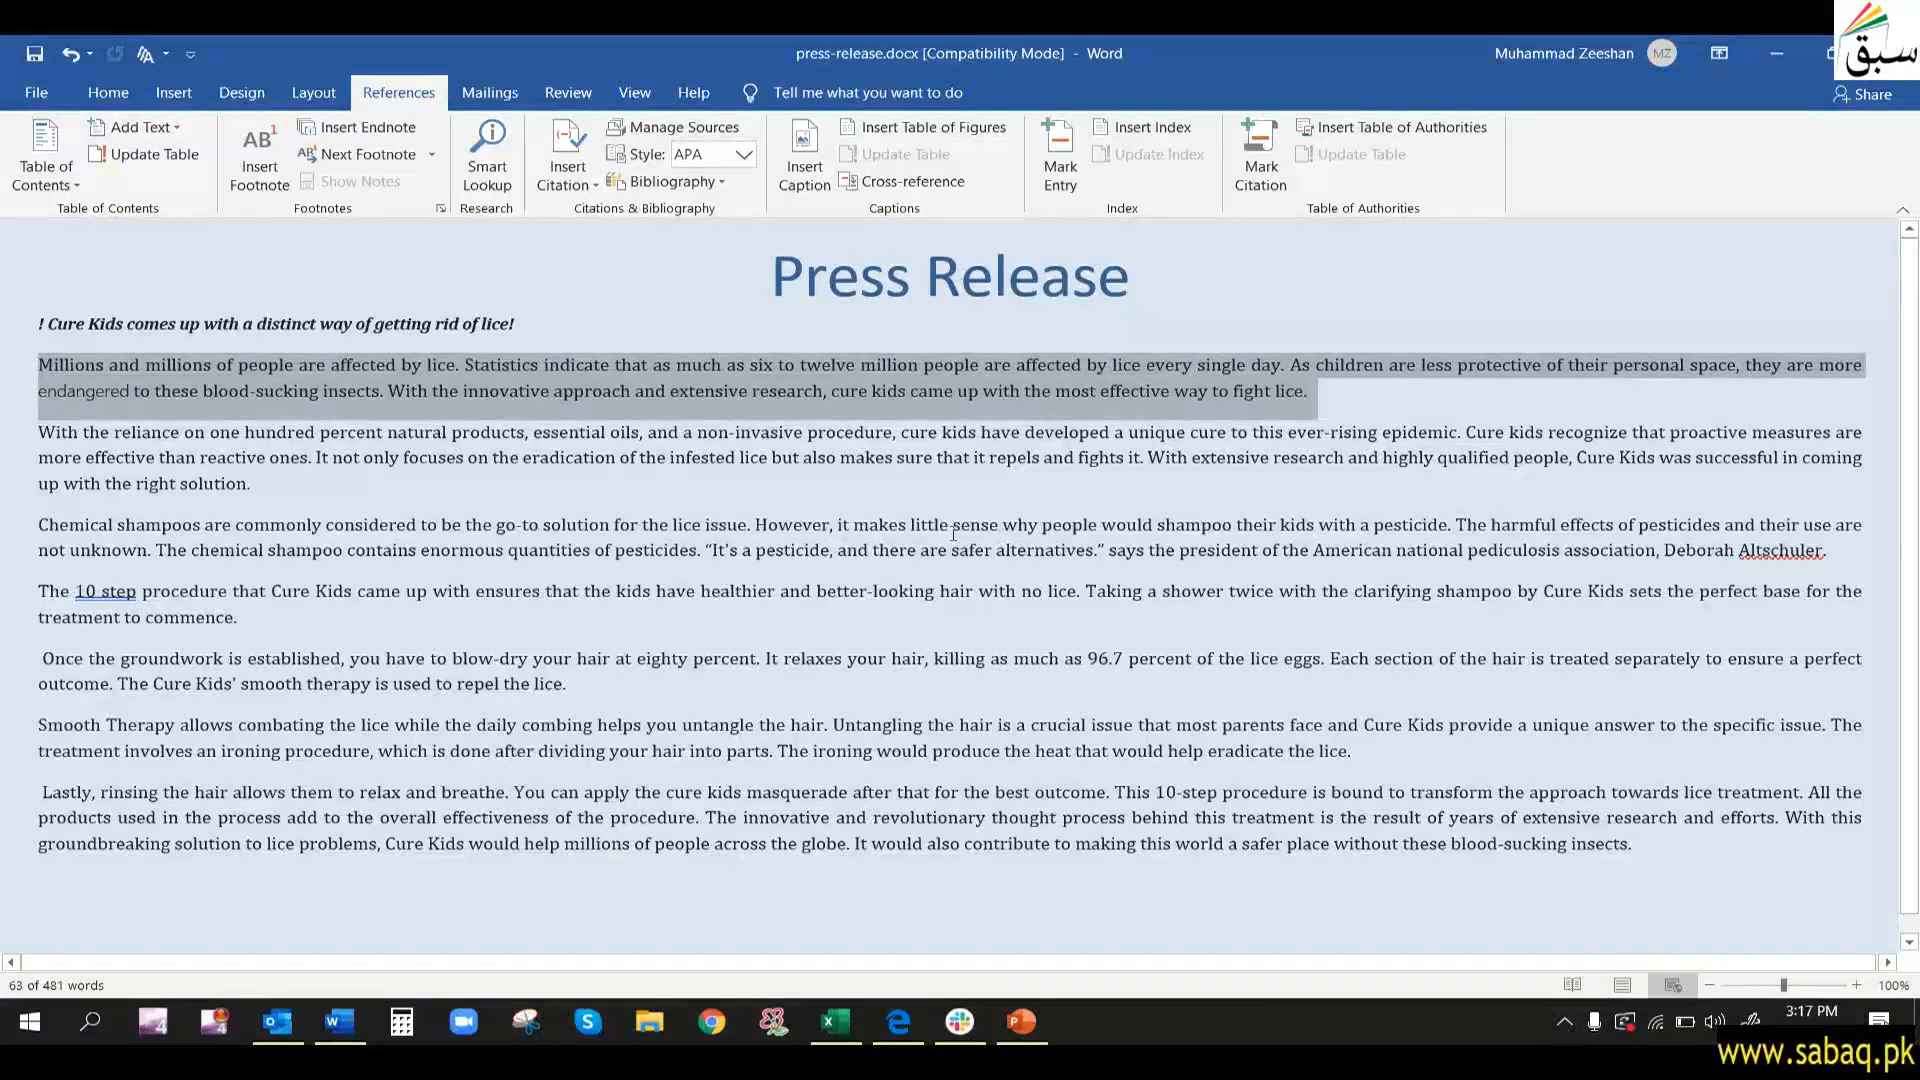 press-release.docx [Compatibility Mode] - Word
Muhammad Zeeshan
MZ
سبق
File Home Insert Design Layout References Mailings Review View Help Tell me what you want to do
Share
Table of Contents
Add Text
Update Table
Table of Contents
AB1
Insert Footnote
Insert Endnote
Next Footnote
Show Notes
Footnotes
Smart Lookup
Research
Insert Citation
Manage Sources
Style: APA
Bibliography
Citations & Bibliography
Insert Caption
Insert Table of Figures
Update Table
Cross-reference
Captions
Mark Entry
Insert Index
Update Index
Index
Mark Citation
Insert Table of Authorities
Update Table
Table of Authorities
Press Release
! Cure Kids comes up with a distinct way of getting rid of lice!
Millions and millions of people are affected by lice. Statistics indicate that as much as six to twelve million people are affected by lice every single day. As children are less protective of their personal space, they are more
endangered to these blood-sucking insects. With the innovative approach and extensive research, cure kids came up with the most effective way to fight lice.
With the reliance on one hundred percent natural products, essential oils, and a non-invasive procedure, cure kids have developed a unique cure to this ever-rising epidemic. Cure kids recognize that proactive measures are
more effective than reactive ones. It not only focuses on the eradication of the infested lice but also makes sure that it repels and fights it. With extensive research and highly qualified people, Cure Kids was successful in coming
up with the right solution.
Chemical shampoos are commonly considered to be the go-to solution for the lice issue. However, it makes little sense why people would shampoo their kids with a pesticide. The harmful effects of pesticides and their use are
not unknown. The chemical shampoo contains enormous quantities of pesticides. “It's a pesticide, and there are safer alternatives.” says the president of the American national pediculosis association, Deborah Altschuler.
The 10 step procedure that Cure Kids came up with ensures that the kids have healthier and better-looking hair with no lice. Taking a shower twice with the clarifying shampoo by Cure Kids sets the perfect base for the
treatment to commence.
Once the groundwork is established, you have to blow-dry your hair at eighty percent. It relaxes your hair, killing as much as 96.7 percent of the lice eggs. Each section of the hair is treated separately to ensure a perfect
outcome. The Cure Kids' smooth therapy is used to repel the lice.
Smooth Therapy allows combating the lice while the daily combing helps you untangle the hair. Untangling the hair is a crucial issue that most parents face and Cure Kids provide a unique answer to the specific issue. The
treatment involves an ironing procedure, which is done after dividing your hair into parts. The ironing would produce the heat that would help eradicate the lice.
Lastly, rinsing the hair allows them to relax and breathe. You can apply the cure kids masquerade after that for the best outcome. This 10-step procedure is bound to transform the approach towards lice treatment. All the
products used in the process add to the overall effectiveness of the procedure. The innovative and revolutionary thought process behind this treatment is the result of years of extensive research and efforts. With this
groundbreaking solution to lice problems, Cure Kids would help millions of people across the globe. It would also contribute to making this world a safer place without these blood-sucking insects.
63 of 481 words
100%
3:17 PM
www.sabaq.pk